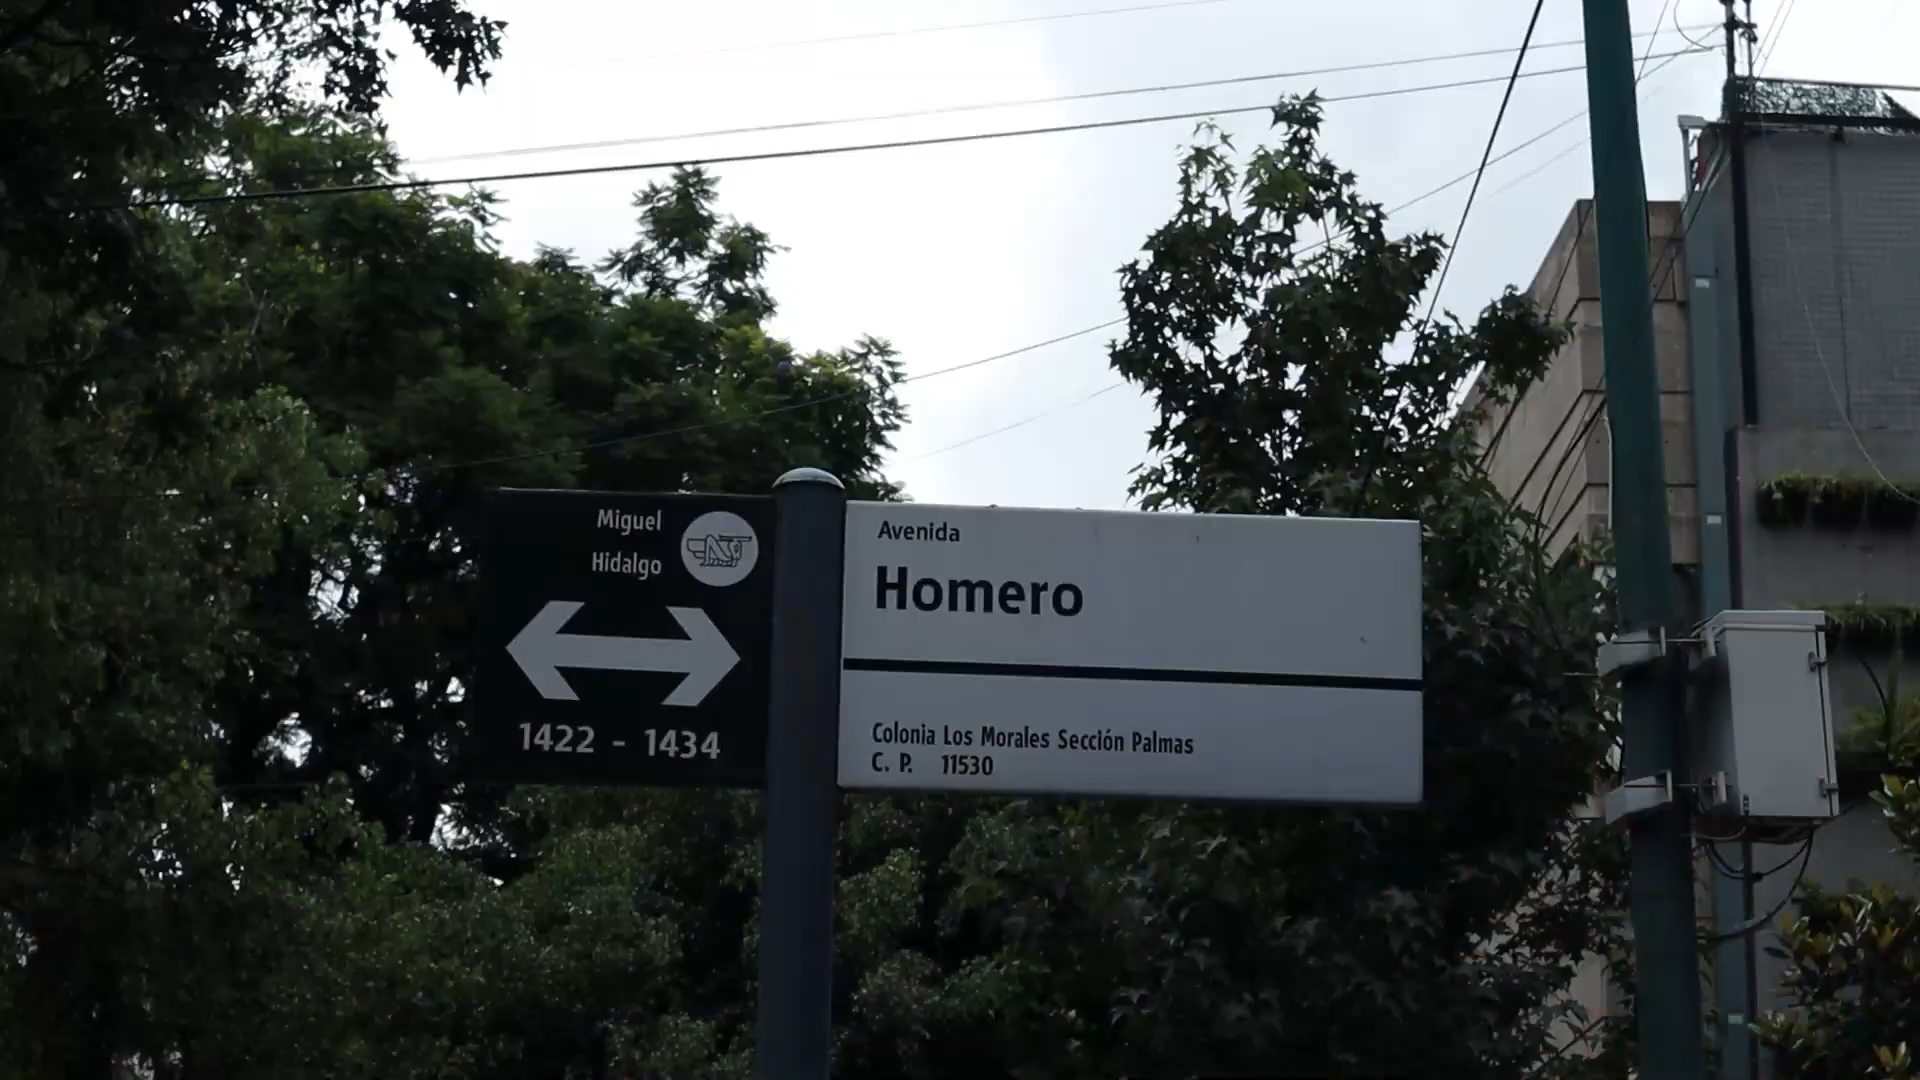 Miguel
Hidalgo
1422 - 1434
Avenida
Homero
Colonia Los Morales Sección Palmas
C. P. 11530